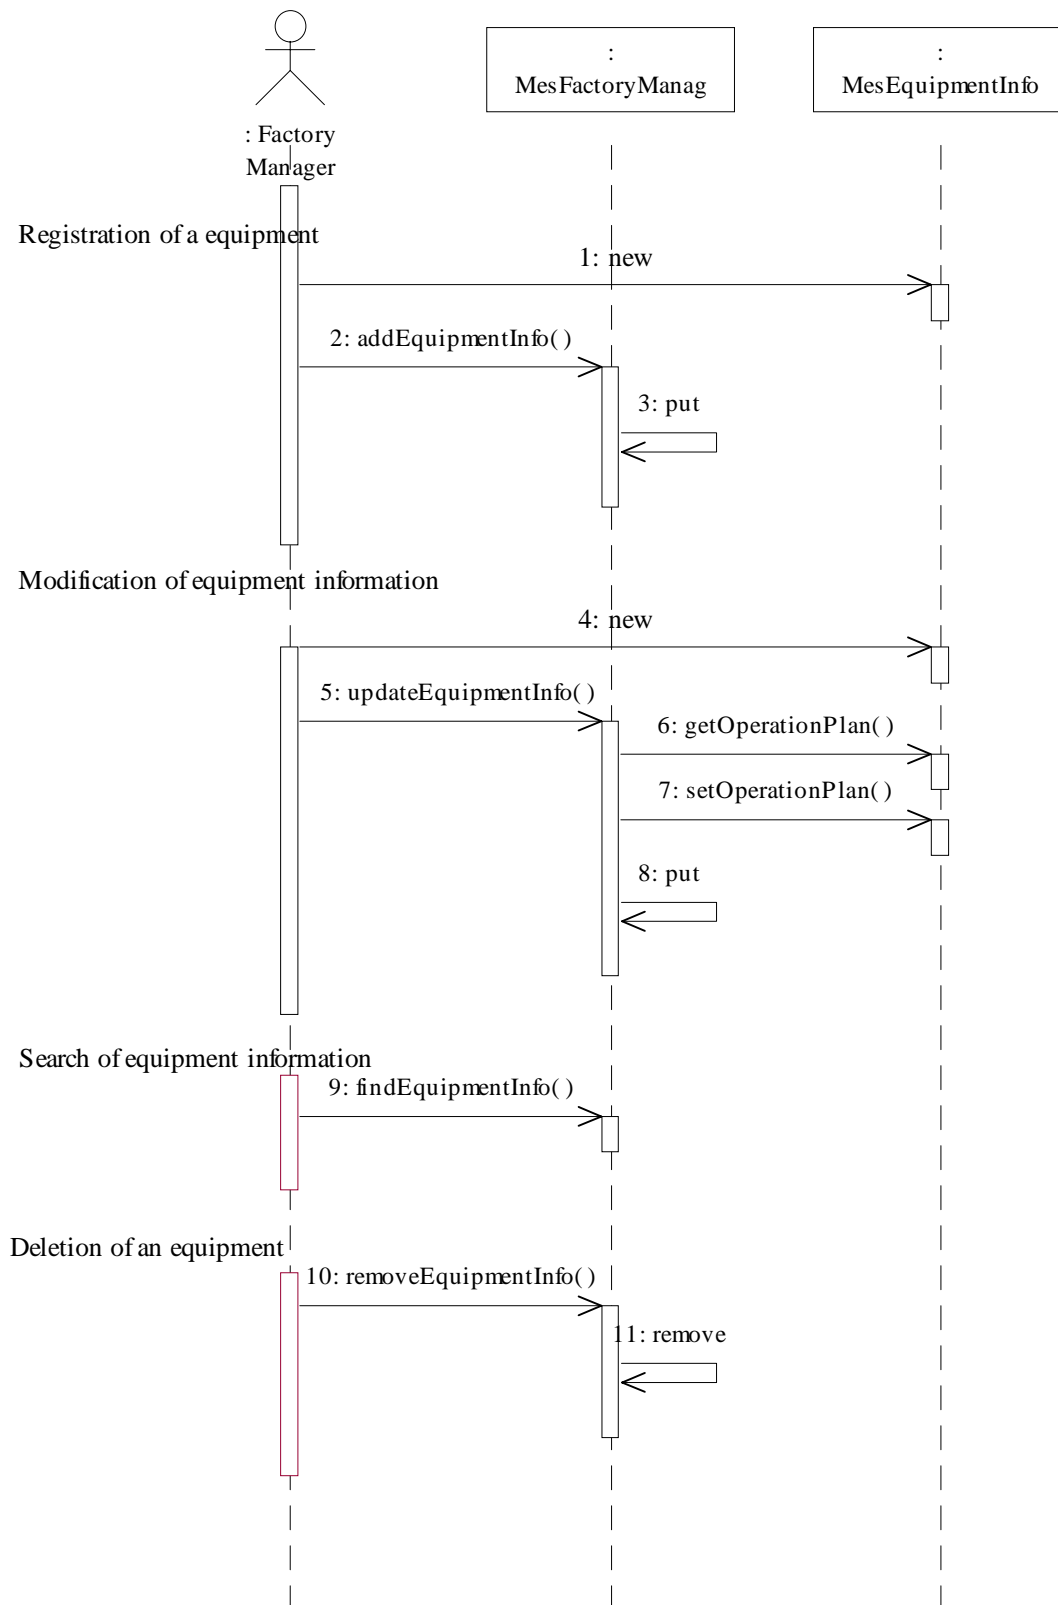 : Factory
Manager
:
MesFactoryManag
:
MesEquipmentInfo
Registration of a equipment
1: new
2: addEquipmentInfo( )
3: put
Modification of equipment information
4: new
5: updateEquipmentInfo( )
6: getOperationPlan( )
7: setOperationPlan( )
8: put
Search of equipment information
9: findEquipmentInfo( )
Deletion of an equipment
10: removeEquipmentInfo( )
11: remove